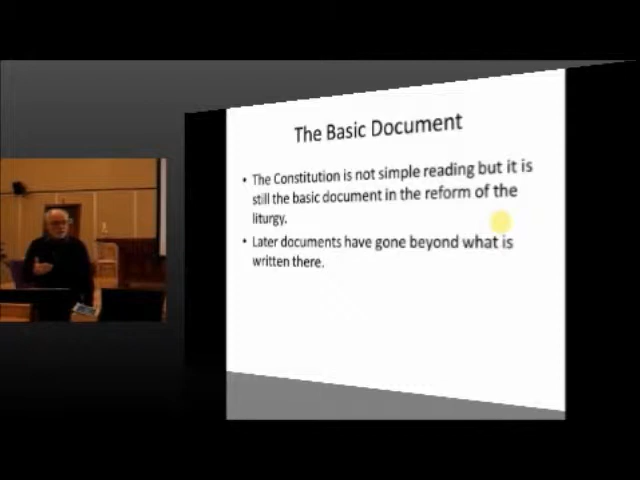 The Basic Document
• The Constitution is not simple reading but it is
still the basic document in the reform of the
liturgy.
• Later documents have gone beyond what is
written there.